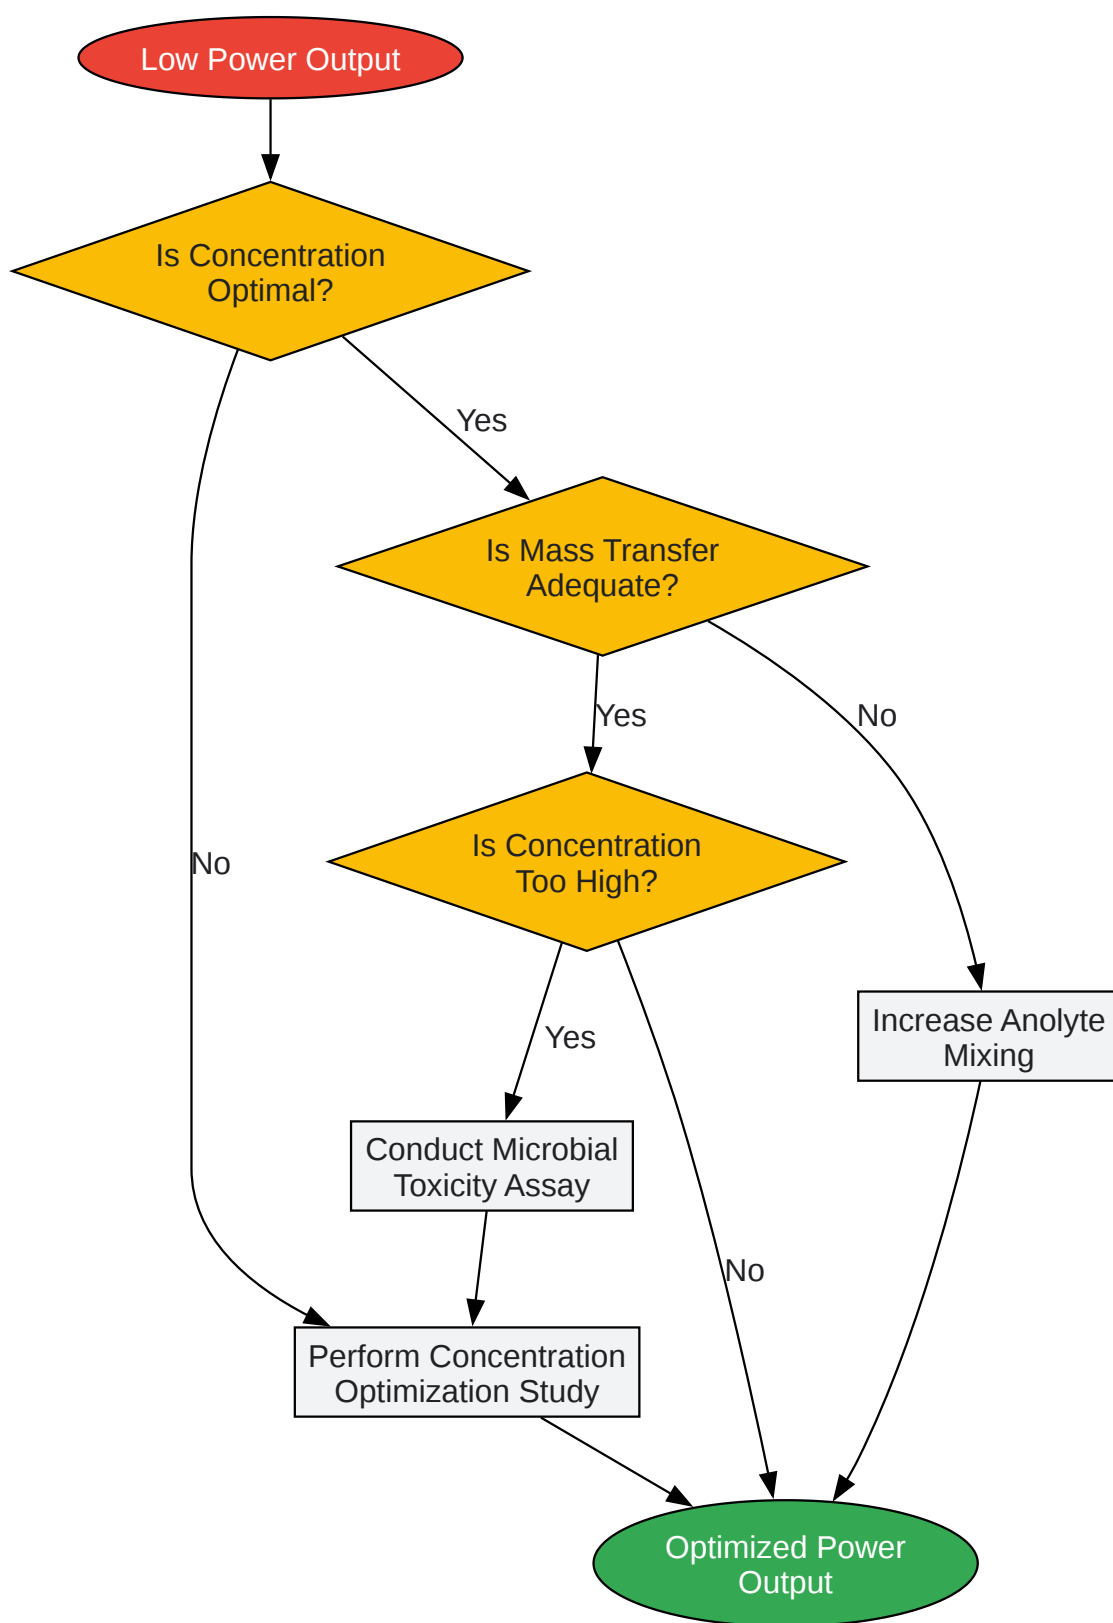 Low Power Output
Is Concentration
Optimal?
Yes
Is Mass Transfer
Adequate?
Yes
No
Is Concentration
Too High?
No
Yes
Increase Anolyte
Mixing
Conduct Microbial
Toxicity Assay
No
Perform Concentration
Optimization Study
Optimized Power
Output